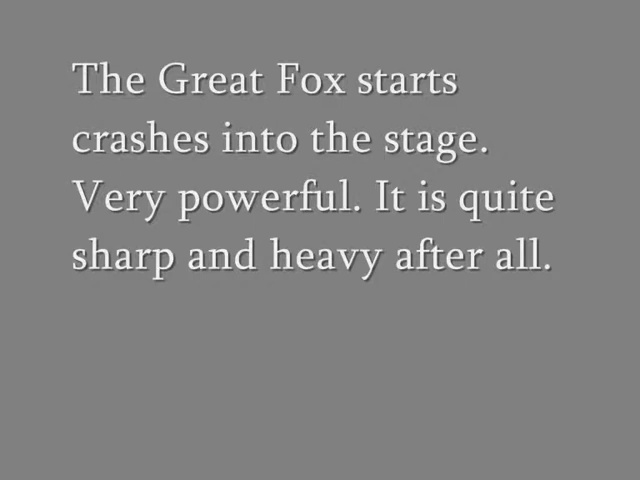 The Great Fox starts
crashes into the stage.
Very powerful. It is quite
sharp and heavy after all.